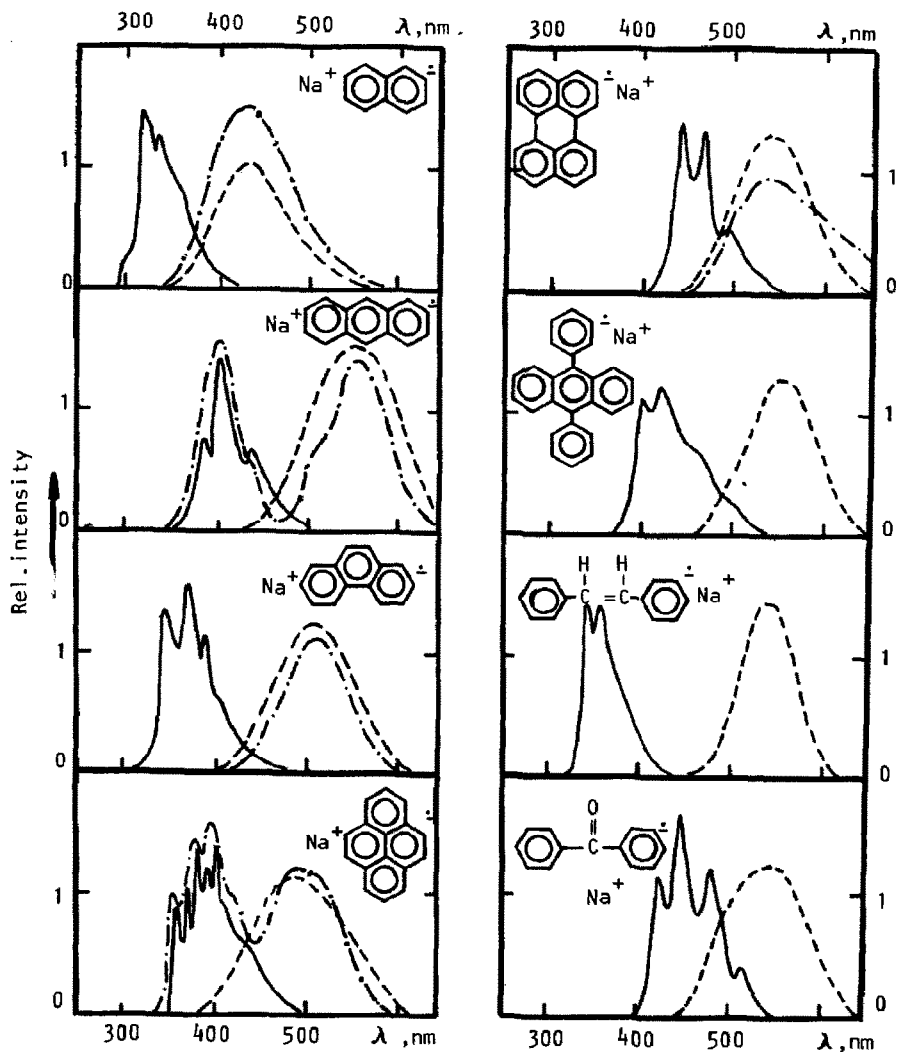 300 400 500 λ,nm
300 400 500 λ,nm
Rel.intensity
1
0
Na+ ∸
1
0
Na+ ∸
1
0
Na+ ∸
1
0
Na+ ∸
300 400 500 λ,nm
∸ Na+
1
0
∸ Na+
1
0
H H
C = C
∸ Na+
1
0
O
C
∸
Na+
1
0
300 400 500 λ,nm